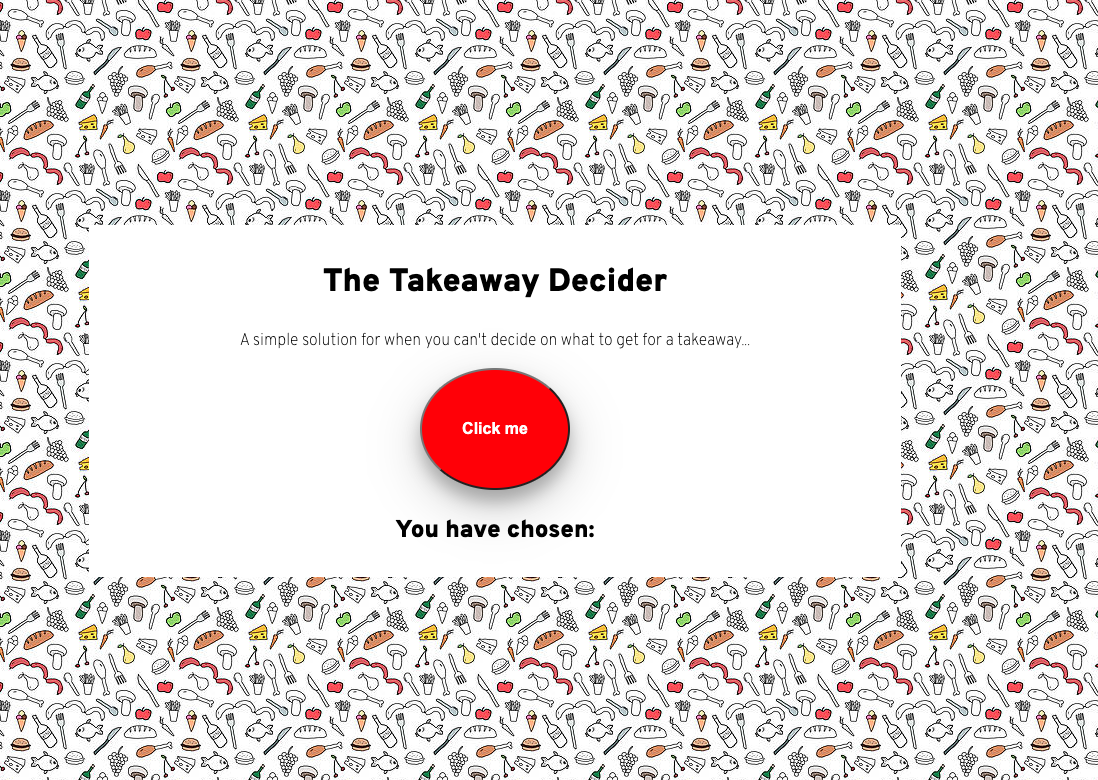 The Takeaway Decider
A simple solution for when you can't decide on what to get for a takeaway...
Click me
You have chosen: